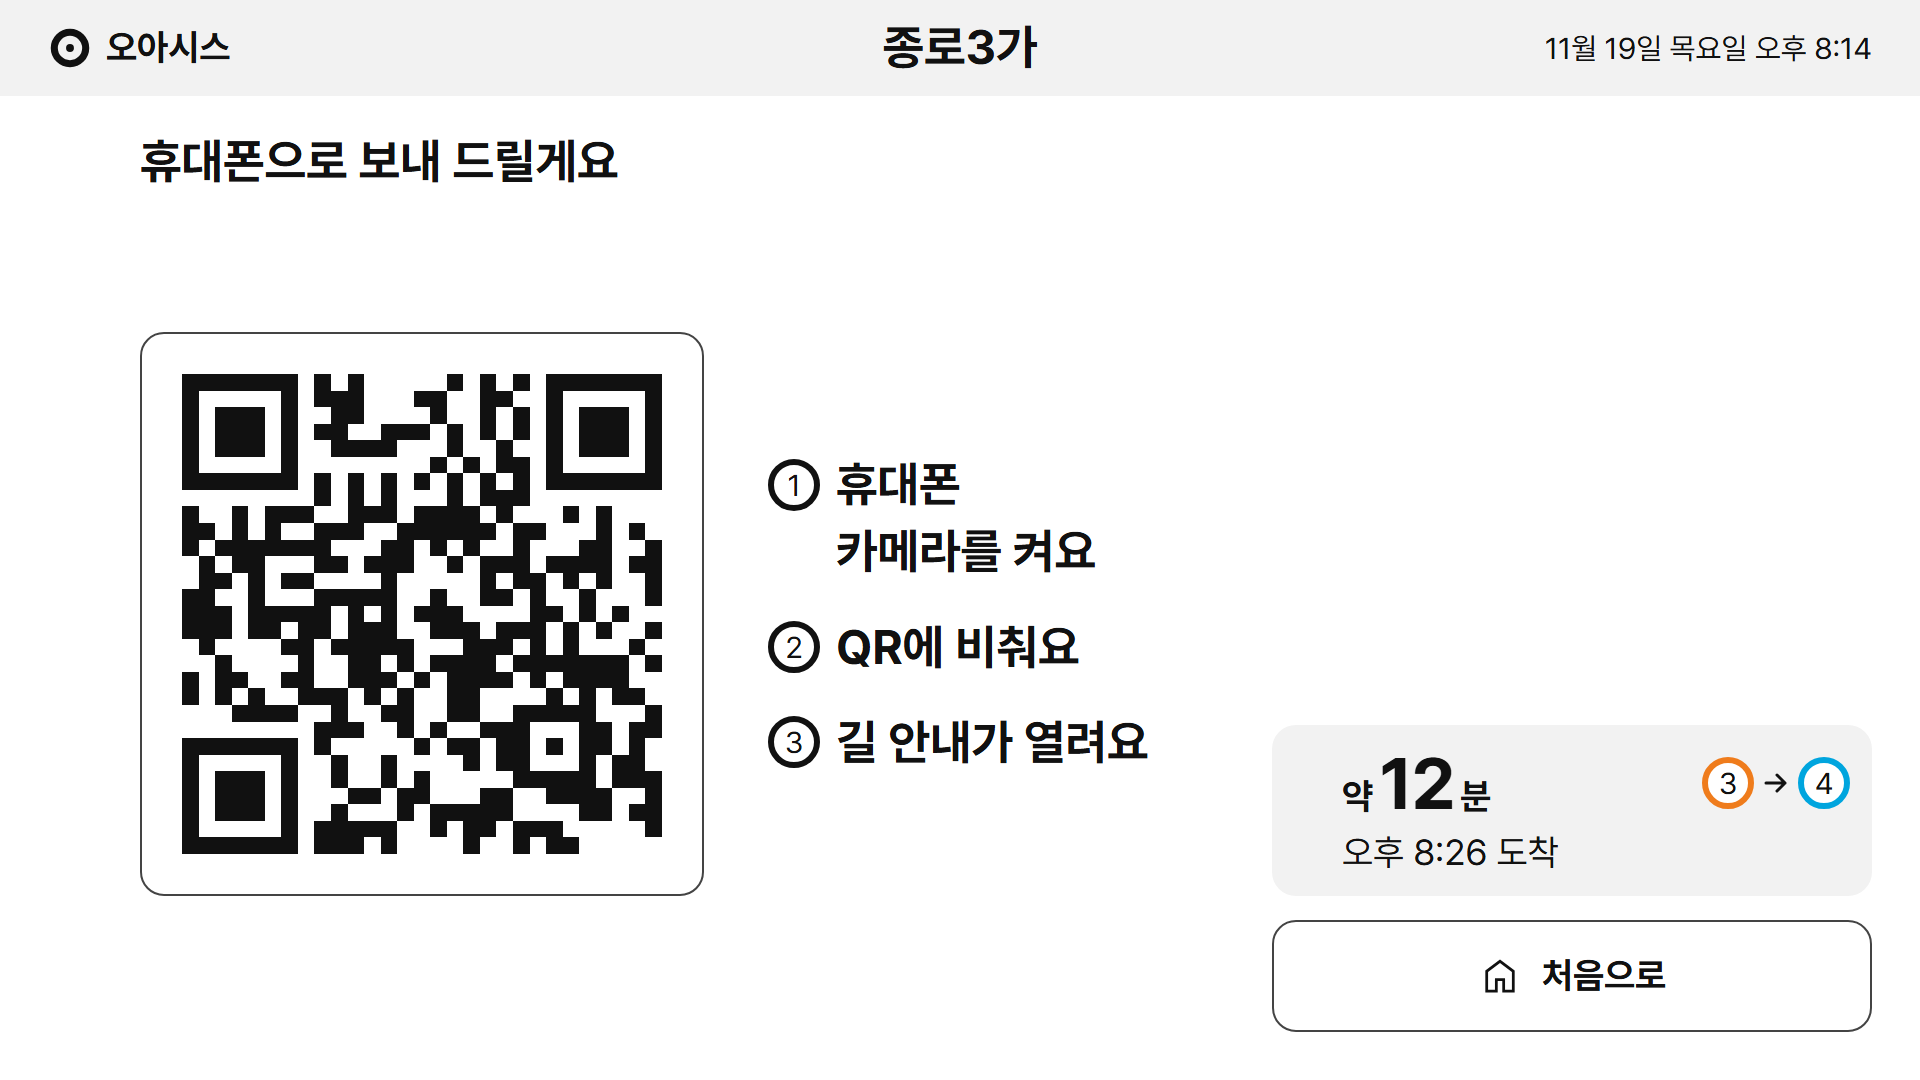 오아시스
종로3가
11월 19일 목요일 오후 8:14
휴대폰으로 보내 드릴게요
1 휴대폰
카메라를 켜요
2 QR에 비춰요
3 길 안내가 열려요
약 12 분
3 → 4
오후 8:26 도착
처음으로